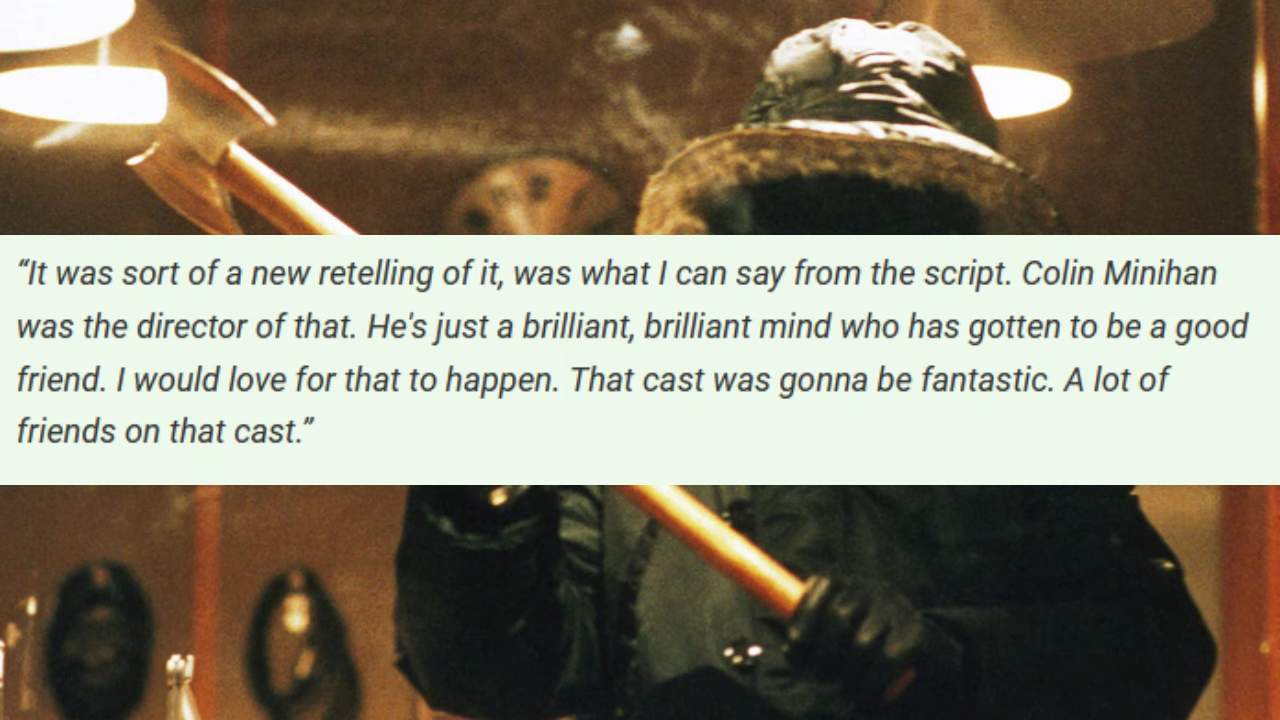 “It was sort of a new retelling of it, was what I can say from the script. Colin Minihan
was the director of that. He's just a brilliant, brilliant mind who has gotten to be a good
friend. I would love for that to happen. That cast was gonna be fantastic. A lot of
friends on that cast.”